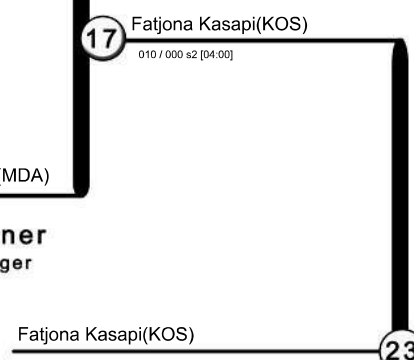 Fatjona Kasapi(KOS)
17
010 / 000 s2 [04:00]
(MDA)
ner
ger
Fatjona Kasapi(KOS)
23